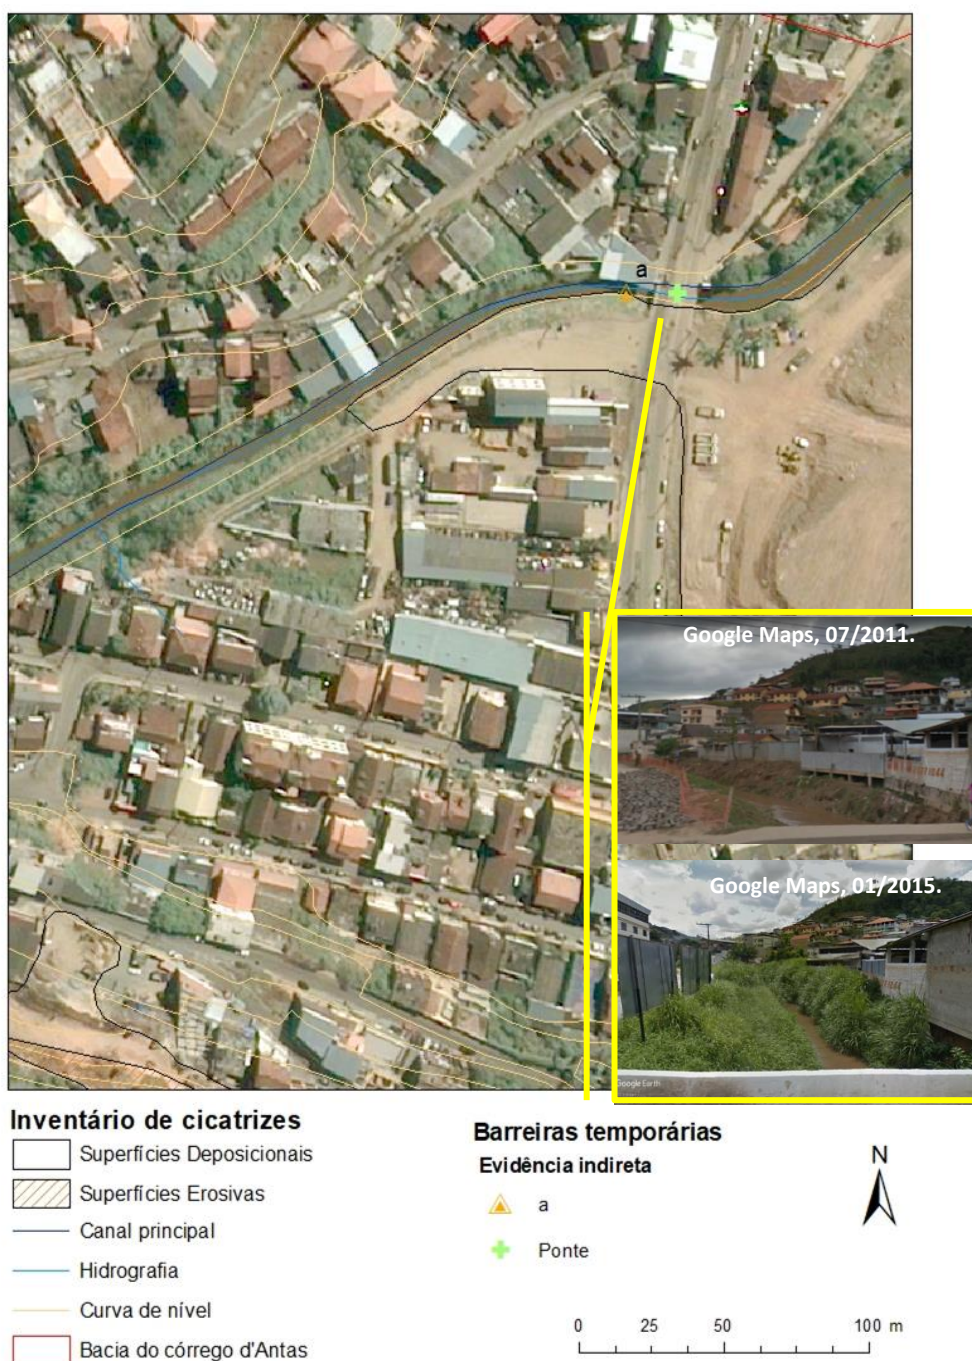 a
Google Maps, 07/2011.
Google Maps, 01/2015.
Google Earth
Inventário de cicatrizes
Superfícies Deposicionais
Superfícies Erosivas
Canal principal
Hidrografia
Curva de nível
Bacia do córrego d'Antas
Barreiras temporárias
Evidência indireta
a
Ponte
N
0 25 50 100 m